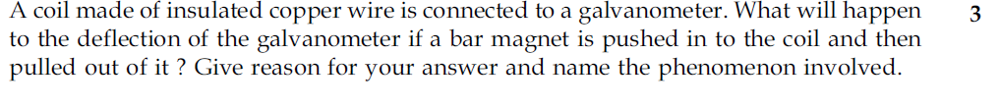 A coil made of insulated copper wire is connected to a galvanometer. What will happen 3
to the deflection of the galvanometer if a bar magnet is pushed in to the coil and then
pulled out of it ? Give reason for your answer and name the phenomenon involved.